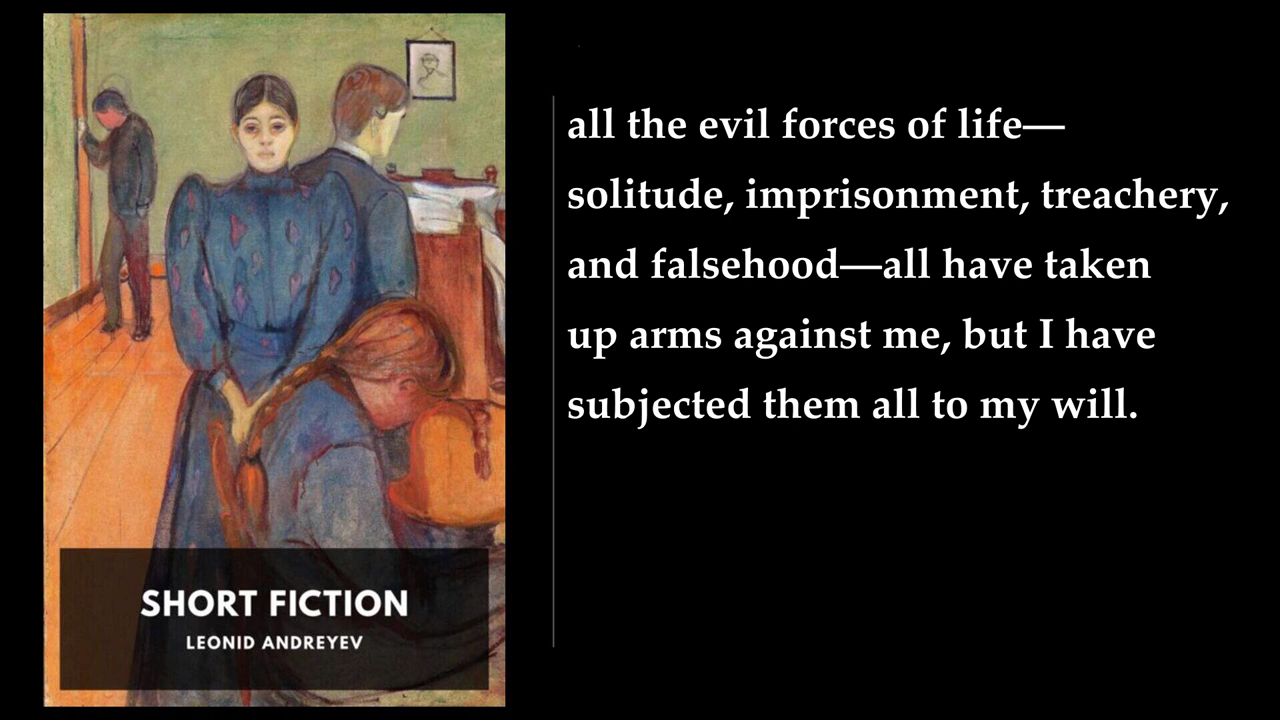 all the evil forces of life—
solitude, imprisonment, treachery,
and falsehood—all have taken
up arms against me, but I have
subjected them all to my will.
SHORT FICTION
LEONID ANDREYEV